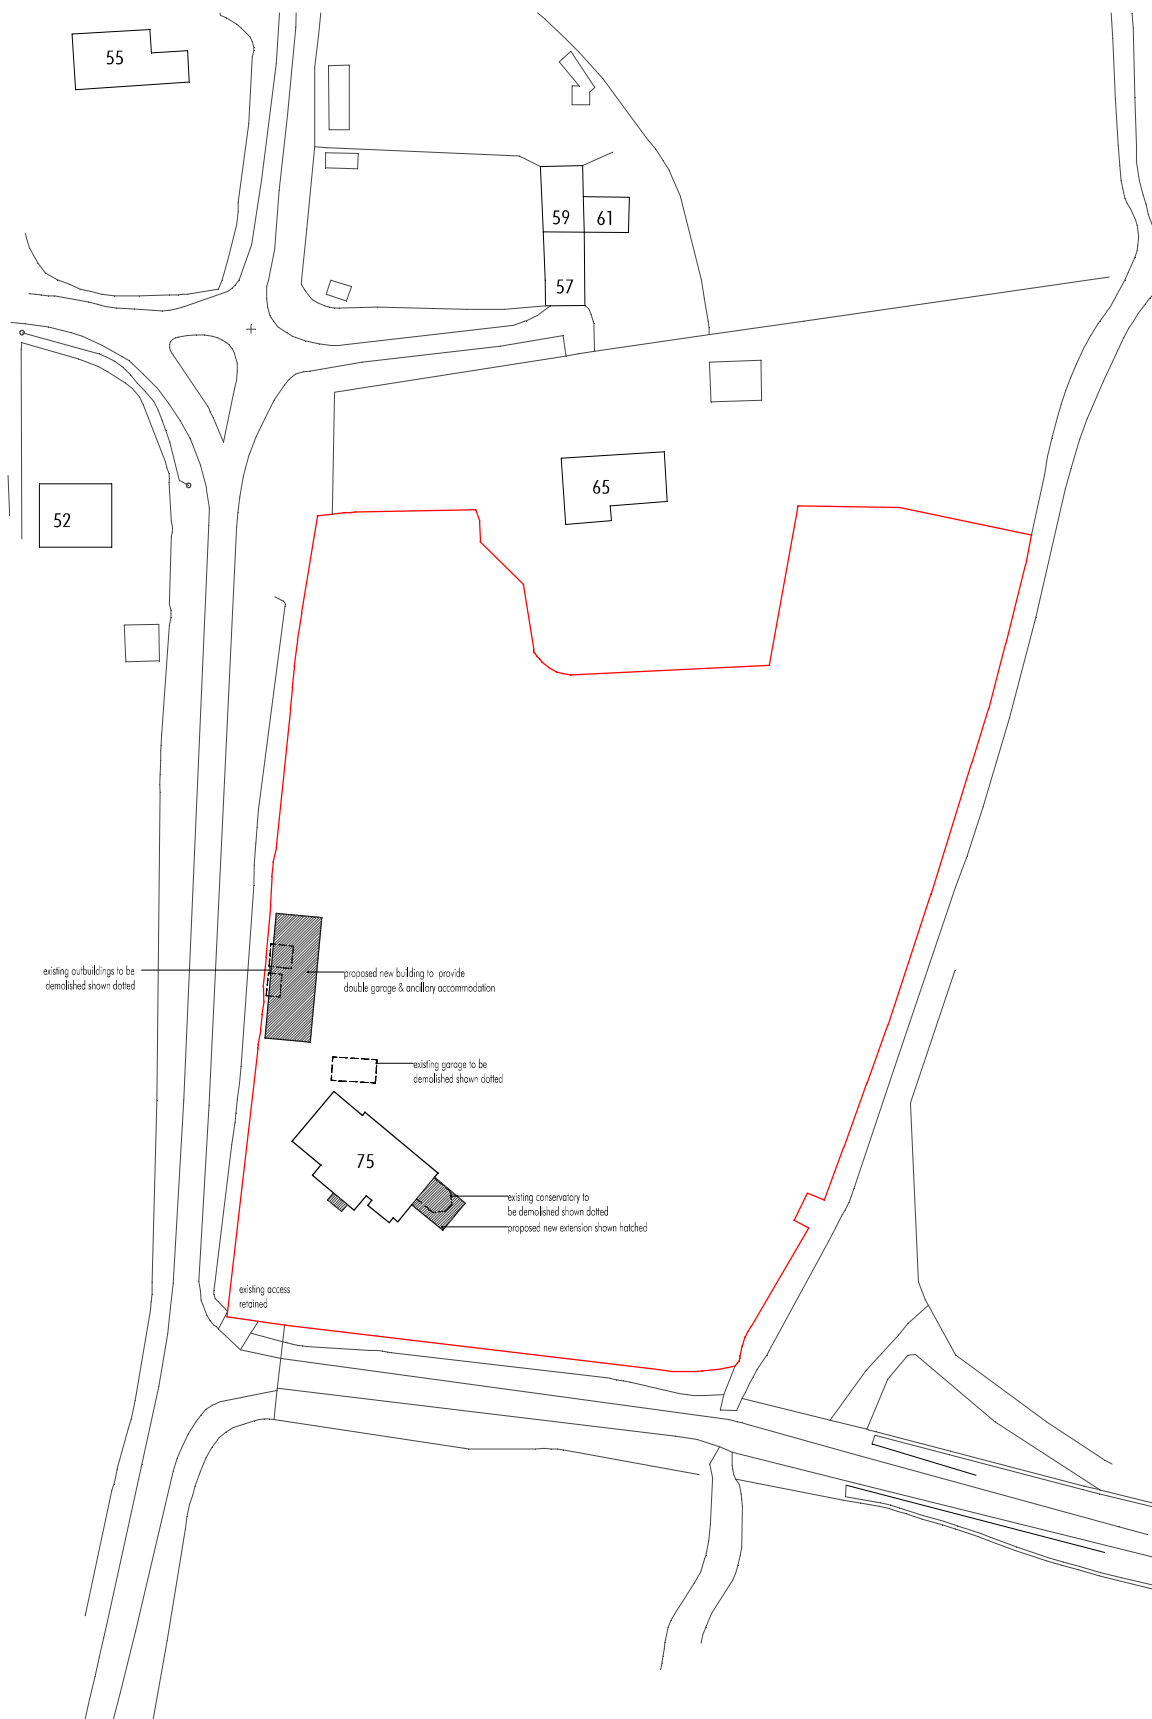 55
59
61
57
65
52
existing outbuildings to be
demolished shown dotted
proposed new building to provide
double garage & ancillary accommodation
existing garage to be
demolished shown dotted
75
existing conservatory to
be demolished shown dotted
proposed new extension shown hatched
existing access
retained